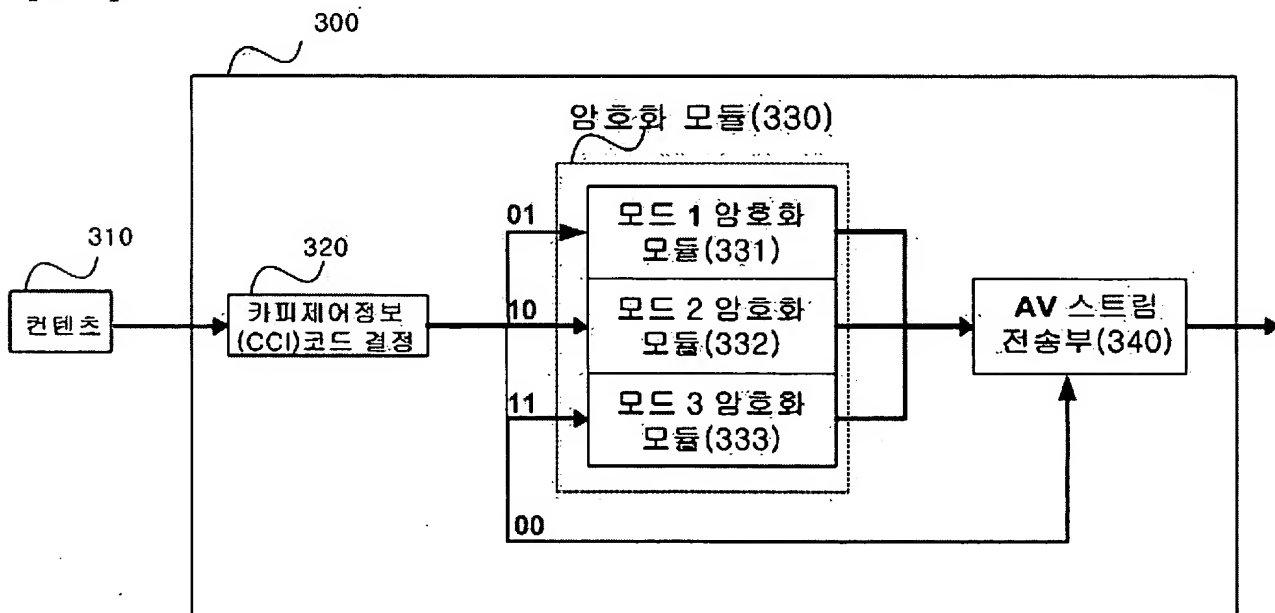 300
암호화 모듈(330)
310
320
컨텐츠
카피제어정보
(CCI)코드 결정
01
10
11
00
모드 1 암호화
모듈(331)
모드 2 암호화
모듈(332)
모드 3 암호화
모듈(333)
AV 스트림
전송부(340)